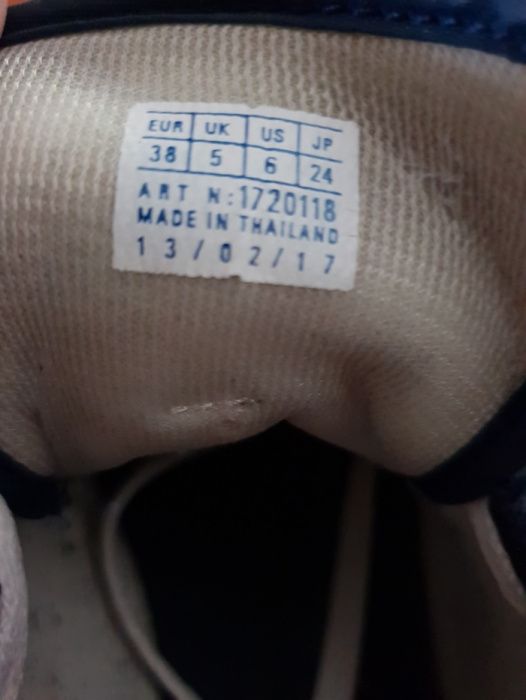 EUR UK US JP
38 5 6 24
ART N:1720118
MADE IN THAILAND
13/02/17